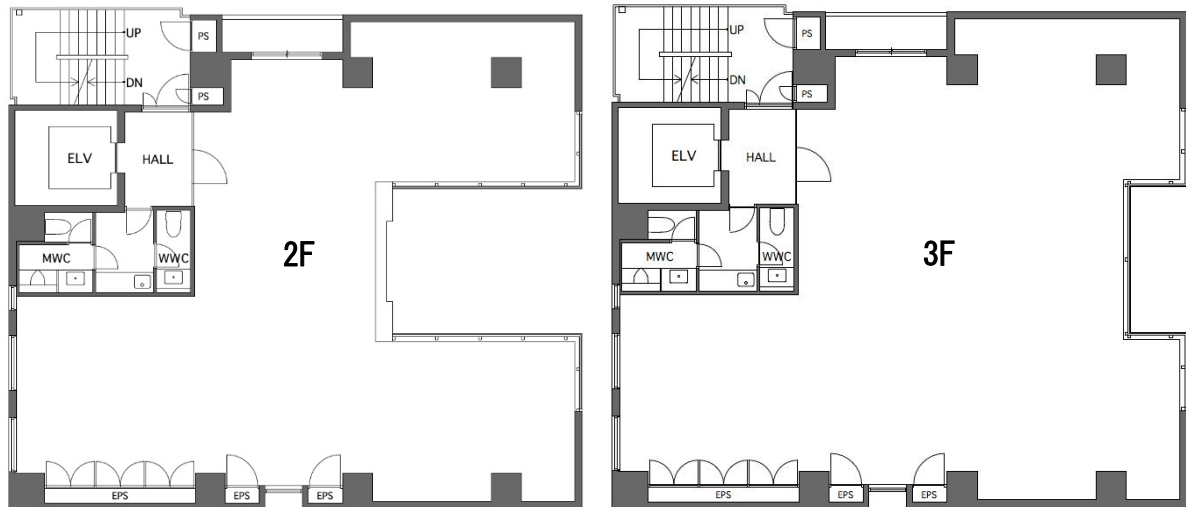 UP
PS
DN
PS
ELV
HALL
MWC
WWC
2F
EPS
EPS
EPS
UP
PS
DN
PS
ELV
HALL
MWC
WWC
3F
EPS
EPS
EPS